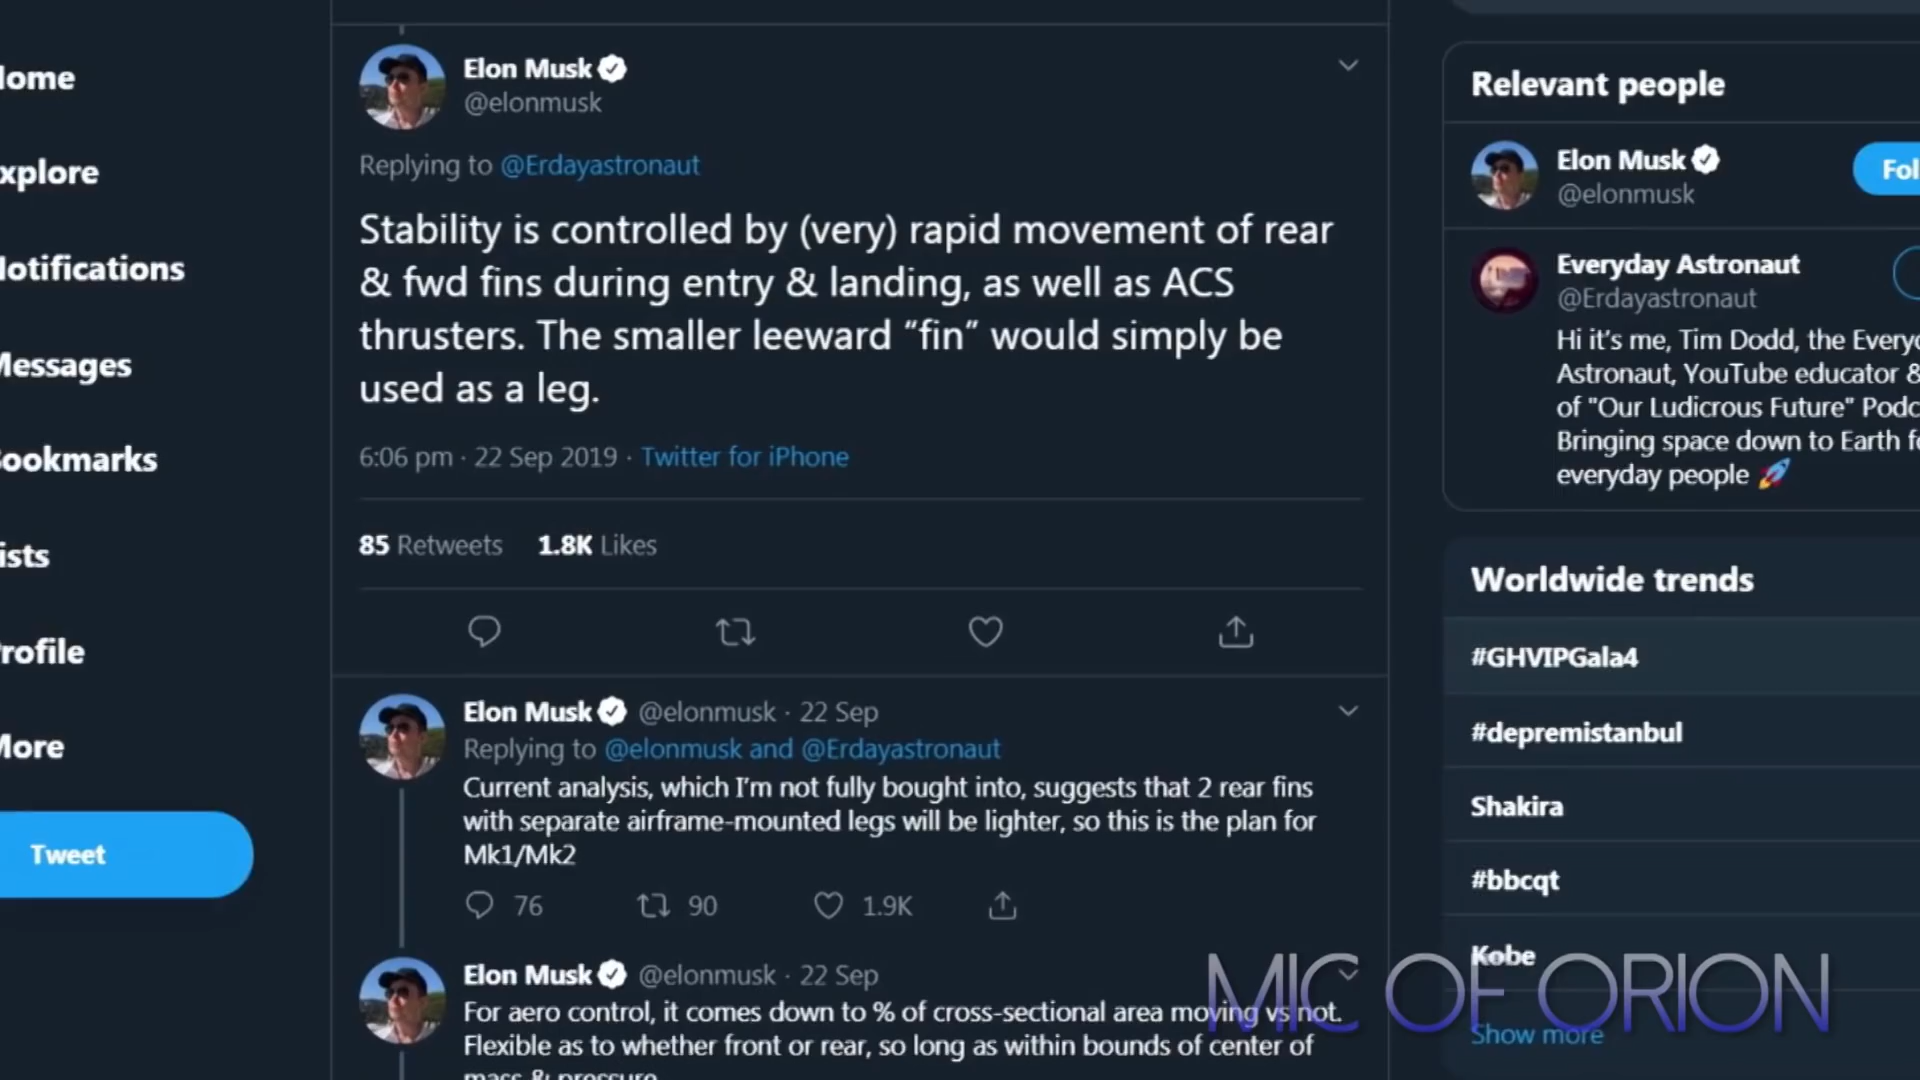 Home
Explore
Notifications
Messages
Bookmarks
Lists
Profile
More
Tweet
Elon Musk
@elonmusk
Replying to @Erdayastronaut
Stability is controlled by (very) rapid movement of rear
& fwd fins during entry & landing, as well as ACS
thrusters. The smaller leeward “fin” would simply be
used as a leg.
6:06 pm · 22 Sep 2019 · Twitter for iPhone
85 Retweets 1.8K Likes
Elon Musk @elonmusk · 22 Sep
Replying to @elonmusk and @Erdayastronaut
Current analysis, which I’m not fully bought into, suggests that 2 rear fins
with separate airframe-mounted legs will be lighter, so this is the plan for
Mk1/Mk2
76 90 1.9K
Elon Musk @elonmusk · 22 Sep
For aero control, it comes down to % of cross-sectional area moving vs not.
Flexible as to whether front or rear, so long as within bounds of center of
mass & pressure
Relevant people
Elon Musk
@elonmusk
Fol
Everyday Astronaut
@Erdayastronaut
Hi it's me, Tim Dodd, the Everyd
Astronaut, YouTube educator &
of "Our Ludicrous Future" Podc
Bringing space down to Earth fo
everyday people 🚀
Worldwide trends
#GHVIPGala4
#depremistanbul
Shakira
#bbcqt
Kobe
Show more
MIC OF ORION